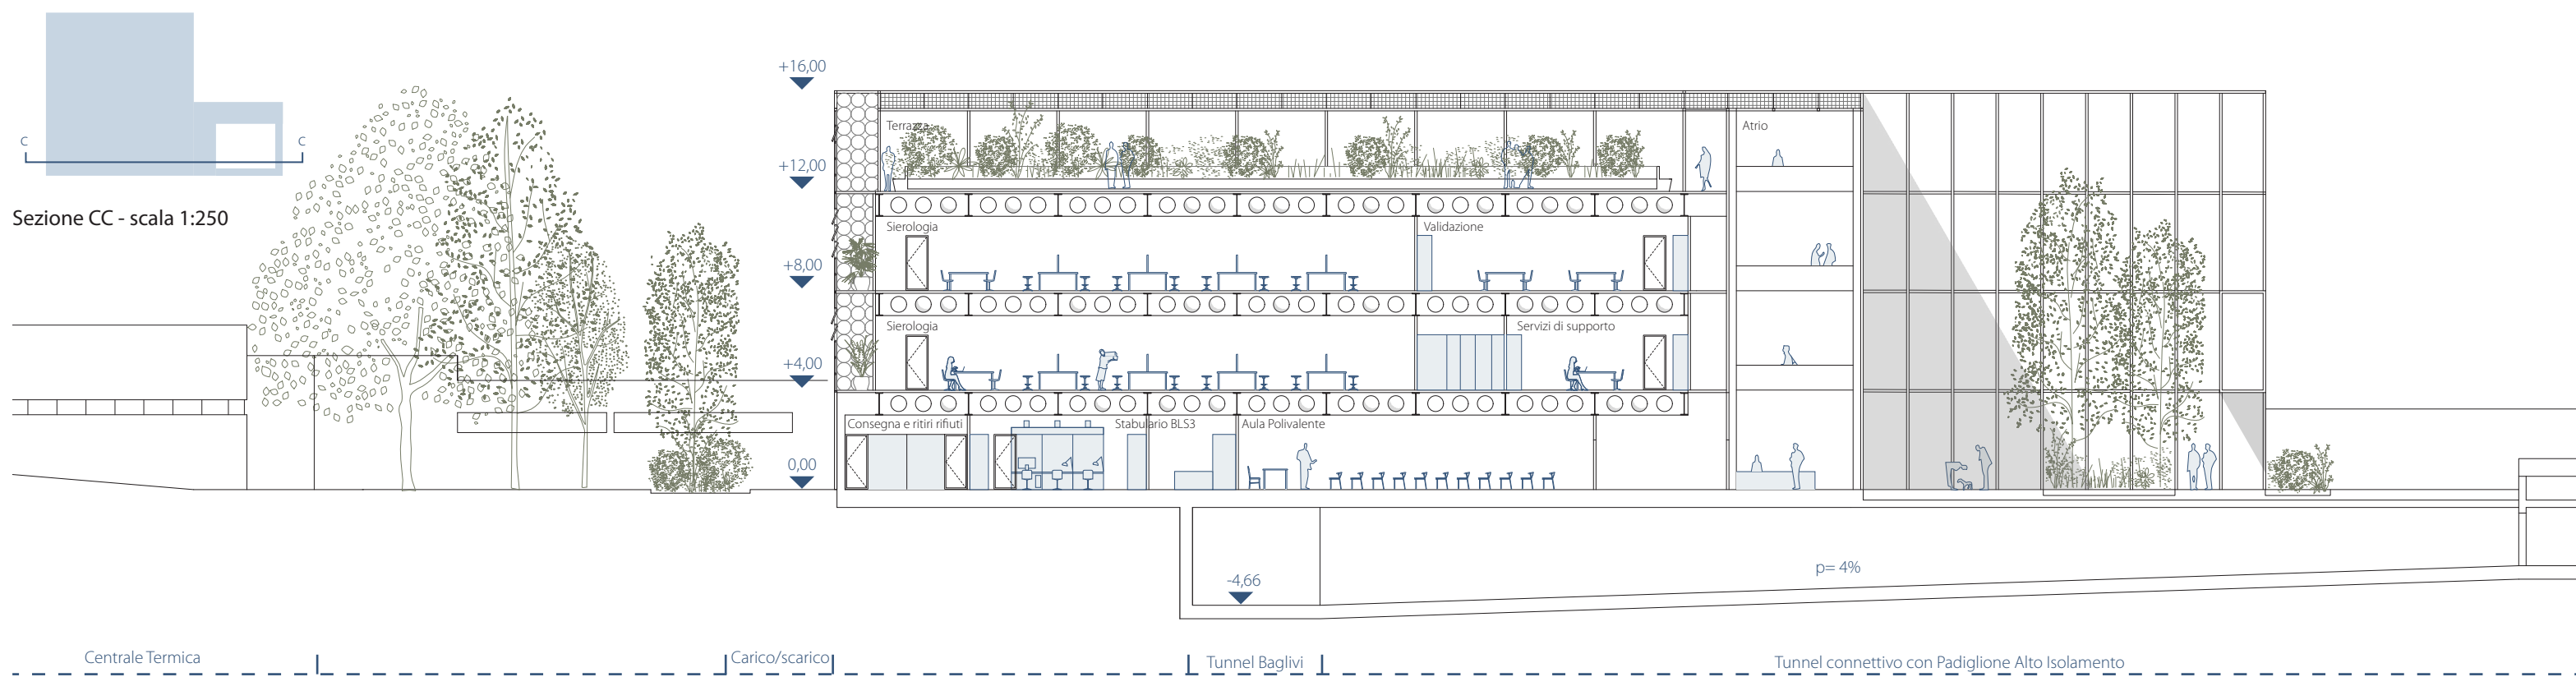 C
C
Sezione CC - scala 1:250
+16,00
+12,00
+8,00
+4,00
0,00
Terrazza
Atrio
Sierologia
Validazione
Sierologia
Servizi di supporto
Consegna e ritiri rifiuti
Stabulario BLS3
Aula Polivalente
-4,66
p= 4%
Centrale Termica
Carico/scarico
Tunnel Baglivi
Tunnel connettivo con Padiglione Alto Isolamento